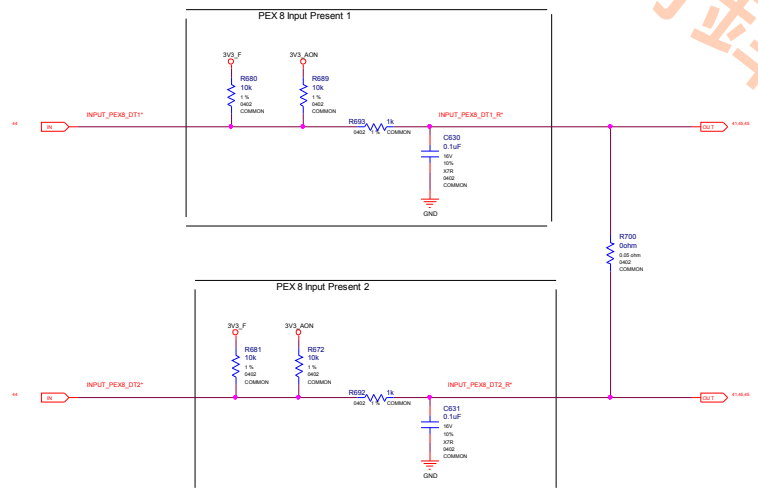 PEX 8 Input Present 1
3V3_F
3V3_AON
R680
10k
1 %
0402
COMMON
R689
10k
1 %
0402
COMMON
44
IN
INPUT_PEX8_DT1*
R693
1k
0402
1 %
COMMON
INPUT_PEX8_DT1_R*
OUT
C630
0.1uF
16V
10%
X7R
0402
COMMON
GND
R700
0ohm
0.05 ohm
0402
COMMON
PEX 8 Input Present 2
3V3_F
3V3_AON
R681
10k
1 %
0402
COMMON
R672
10k
1 %
0402
COMMON
44
IN
INPUT_PEX8_DT2*
R692
1k
0402
1 %
COMMON
INPUT_PEX8_DT2_R*
OUT
C631
0.1uF
16V
10%
X7R
0402
COMMON
GND